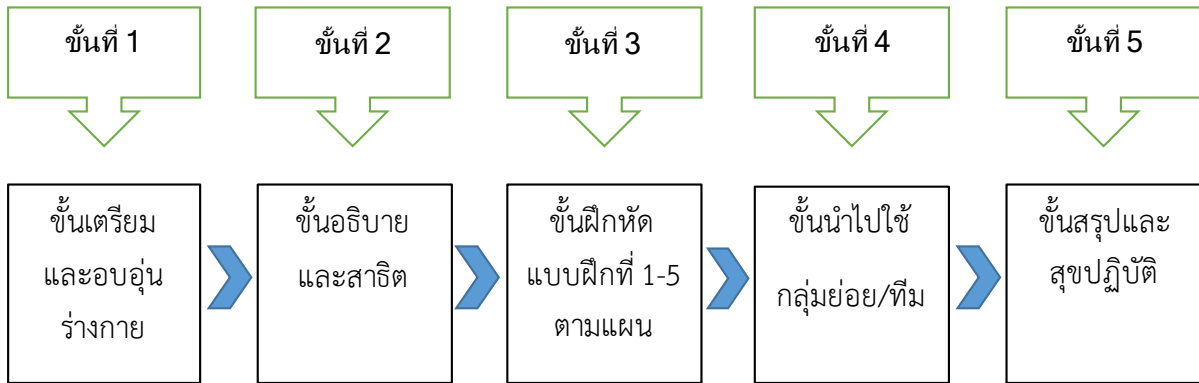 ขั้นที่ 1
ขั้นที่ 2
ขั้นที่ 3
ขั้นที่ 4
ขั้นที่ 5
ขั้นเตรียม
และอบอุ่น
ร่างกาย
ขั้นอธิบาย
และสาธิต
ขั้นฝึกหัด
แบบฝึกที่ 1-5
ตามแผน
ขั้นนำไปใช้
กลุ่มย่อย/ทีม
ขั้นสรุปและ
สุขปฏิบัติ